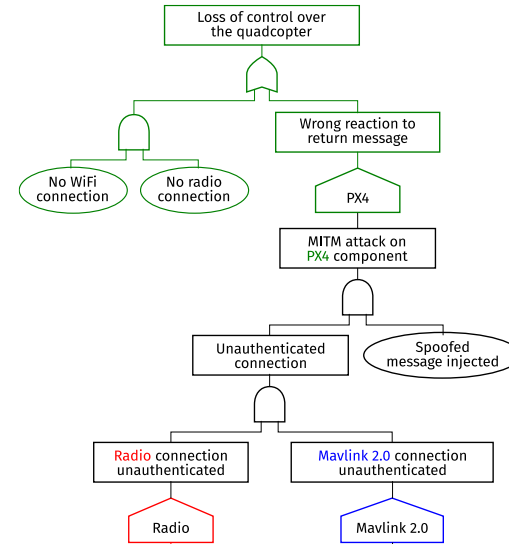 Loss of control over
the quadcopter
Wrong reaction to
return message
No WiFi
connection
No radio
connection
PX4
MITM attack on
PX4 component
Unauthenticated
connection
Spoofed
message injected
Radio connection
unauthenticated
Mavlink 2.0 connection
unauthenticated
Radio
Mavlink 2.0